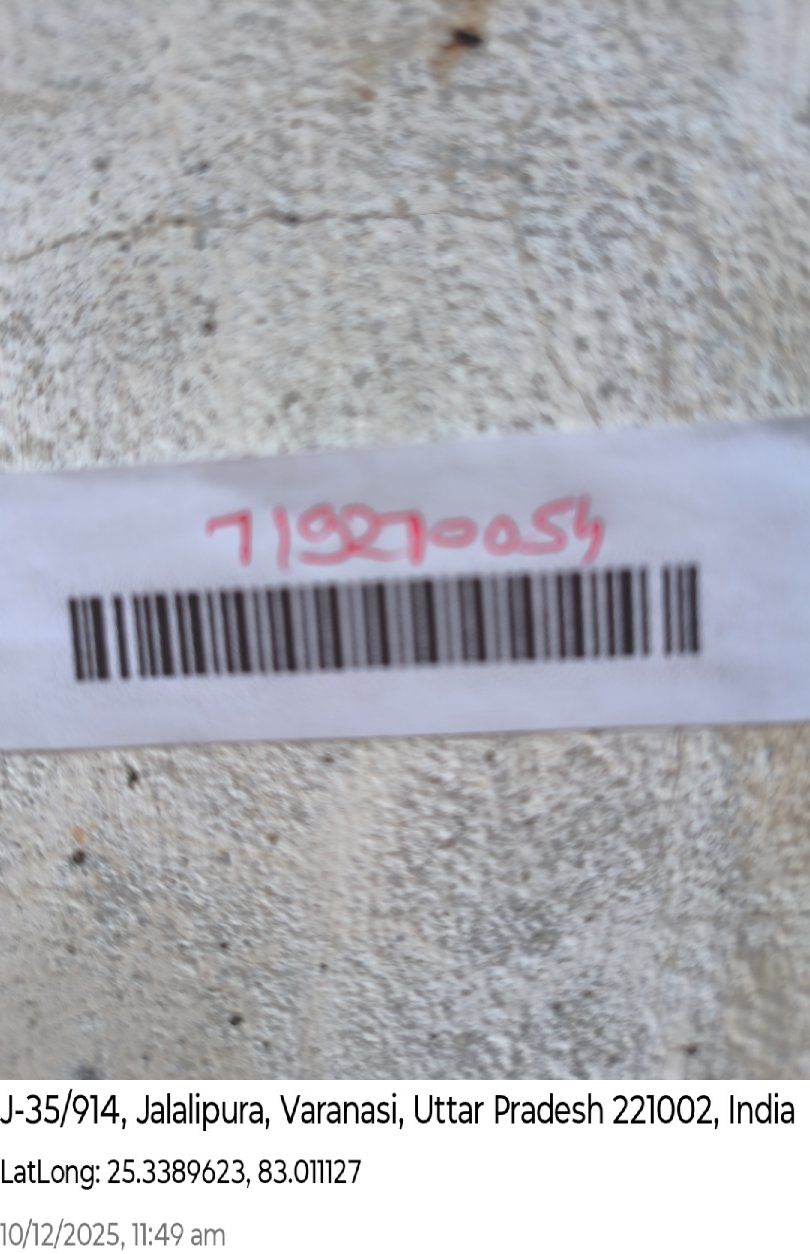 719270054
J-35/914, Jalalipura, Varanasi, Uttar Pradesh 221002, India
LatLong: 25.3389623, 83.011127
10/12/2025, 11:49 am